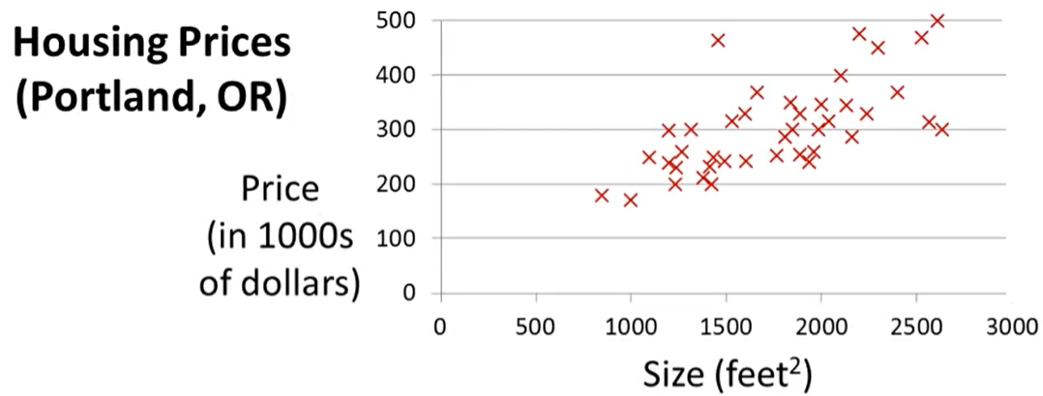 Housing Prices
(Portland, OR)
Price
(in 1000s
of dollars)
500
400
300
200
100
0
0 500 1000 1500 2000 2500 3000
Size (feet²)